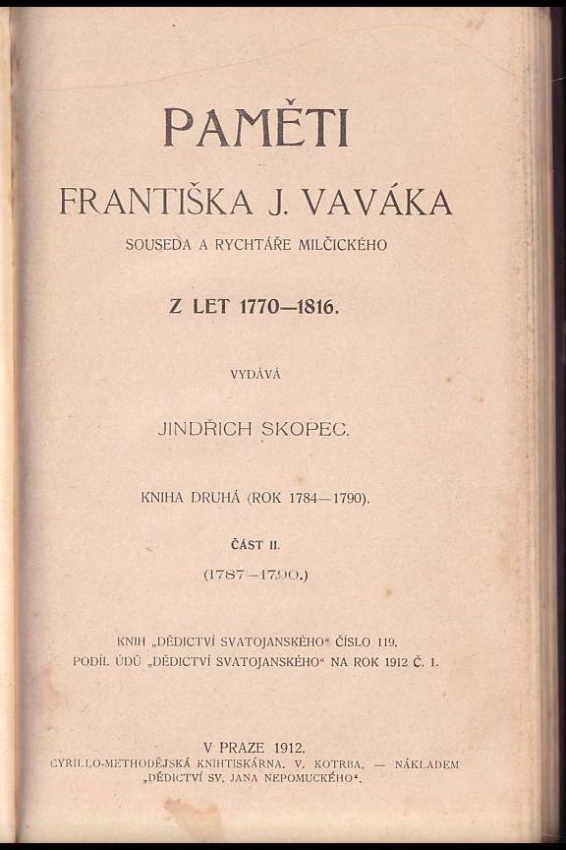 PAMĚTI
FRANTIŠKA J. VAVÁKA
SOUSEDA A RYCHTÁŘE MILČICKÉHO
Z LET 1770—1816.
VYDÁVÁ
JINDŘICH SKOPEC.
KNIHA DRUHÁ (ROK 1784—1790).
ČÁST II.
(1787—1790.)
KNIH „DĚDICTVÍ SVATOJANSKÉHO“ ČÍSLO 119.
PODÍL ÚDŮ „DĚDICTVÍ SVATOJANSKÉHO“ NA ROK 1912 Č. 1.
V PRAZE 1912.
CYRILLO-METHODĚJSKÁ KNIHTISKÁRNA. V. KOTRBA. — NÁKLADEM
„DĚDICTVÍ SV. JANA NEPOMUCKÉHO“.